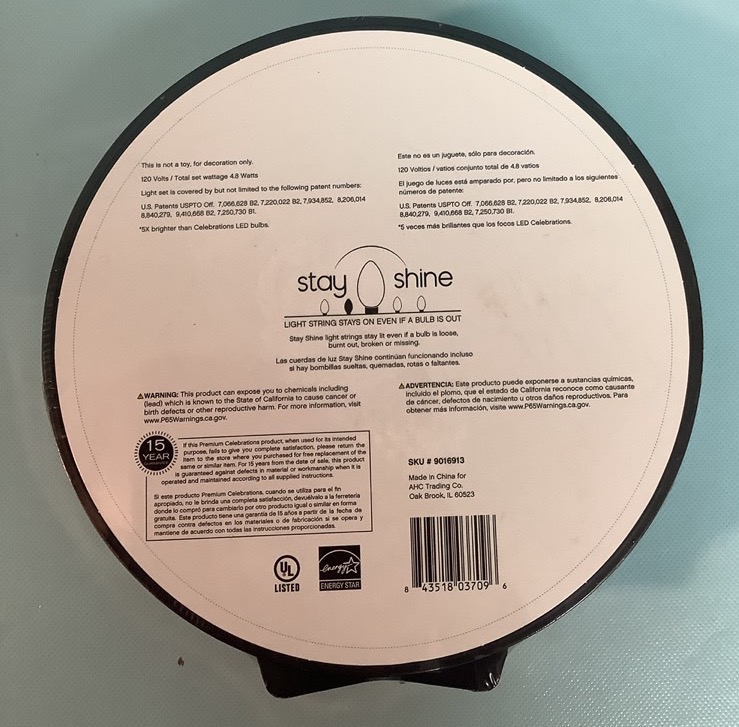 This is not a toy, for decoration only.
120 Volts / Total set wattage 4.8 Watts
Light set is covered by but not limited to the following patent numbers:
U.S. Patents USPTO Off. 7,066,628 B2, 7,220,022 B2, 7,934,852, 8,206,014
8,840,279, 9,410,668 B2, 7,250,730 B1.
*5X brighter than Celebrations LED bulbs.
Este no es un juguete, sólo para decoración.
120 Voltios / vatios conjunto total de 4.8 vatios
El juego de luces está amparado por, pero no limitado a los siguientes
números de patente:
U.S. Patents USPTO Off. 7,066,628 B2, 7,220,022 B2, 7,934,852, 8,206,014
8,840,279, 9,410,668 B2, 7,250,730 B1.
*5 veces más brillantes que los focos LED Celebrations.
stay shine
LIGHT STRING STAYS ON EVEN IF A BULB IS OUT
Stay Shine light strings stay lit even if a bulb is loose,
burnt out, broken or missing.
Las cuerdas de luz Stay Shine continúan funcionando incluso
si hay bombillas sueltas, quemadas, rotas o faltantes.
⚠WARNING: This product can expose you to chemicals including
(lead) which is known to the State of California to cause cancer or
birth defects or other reproductive harm. For more information, visit
www.P65Warnings.ca.gov.
⚠ADVERTENCIA: Este producto puede exponerse a sustancias químicas,
incluido el plomo, que el estado de California reconoce como causante
de cáncer, defectos de nacimiento u otros daños reproductivos. Para
obtener más información, visite www.P65Warnings.ca.gov.
15
YEAR
GUARANTEE
If this Premium Celebrations product, when used for its intended
purpose, fails to give you complete satisfaction, please return the
item to the store where you purchased for free replacement of the
same or similar item. For 15 years from the date of sale, this product
is guaranteed against defects in material or workmanship when it is
operated and maintained according to all supplied instructions.
Si este producto Premium Celebrations, cuando se utiliza para el fin
apropiado, no le brinda una completa satisfacción, devuélvalo a la ferretería
donde lo compró para cambiarlo por otro producto igual o similar en forma
gratuita. Este producto tiene una garantía de 15 años a partir de la fecha de
compra contra defectos en los materiales o de fabricación si se opera y
mantiene de acuerdo con todas las instrucciones proporcionadas.
SKU # 9016913
Made in China for
AHC Trading Co.
Oak Brook, IL 60523
UL
LISTED
energy
ENERGY STAR
8 43518 03709 6